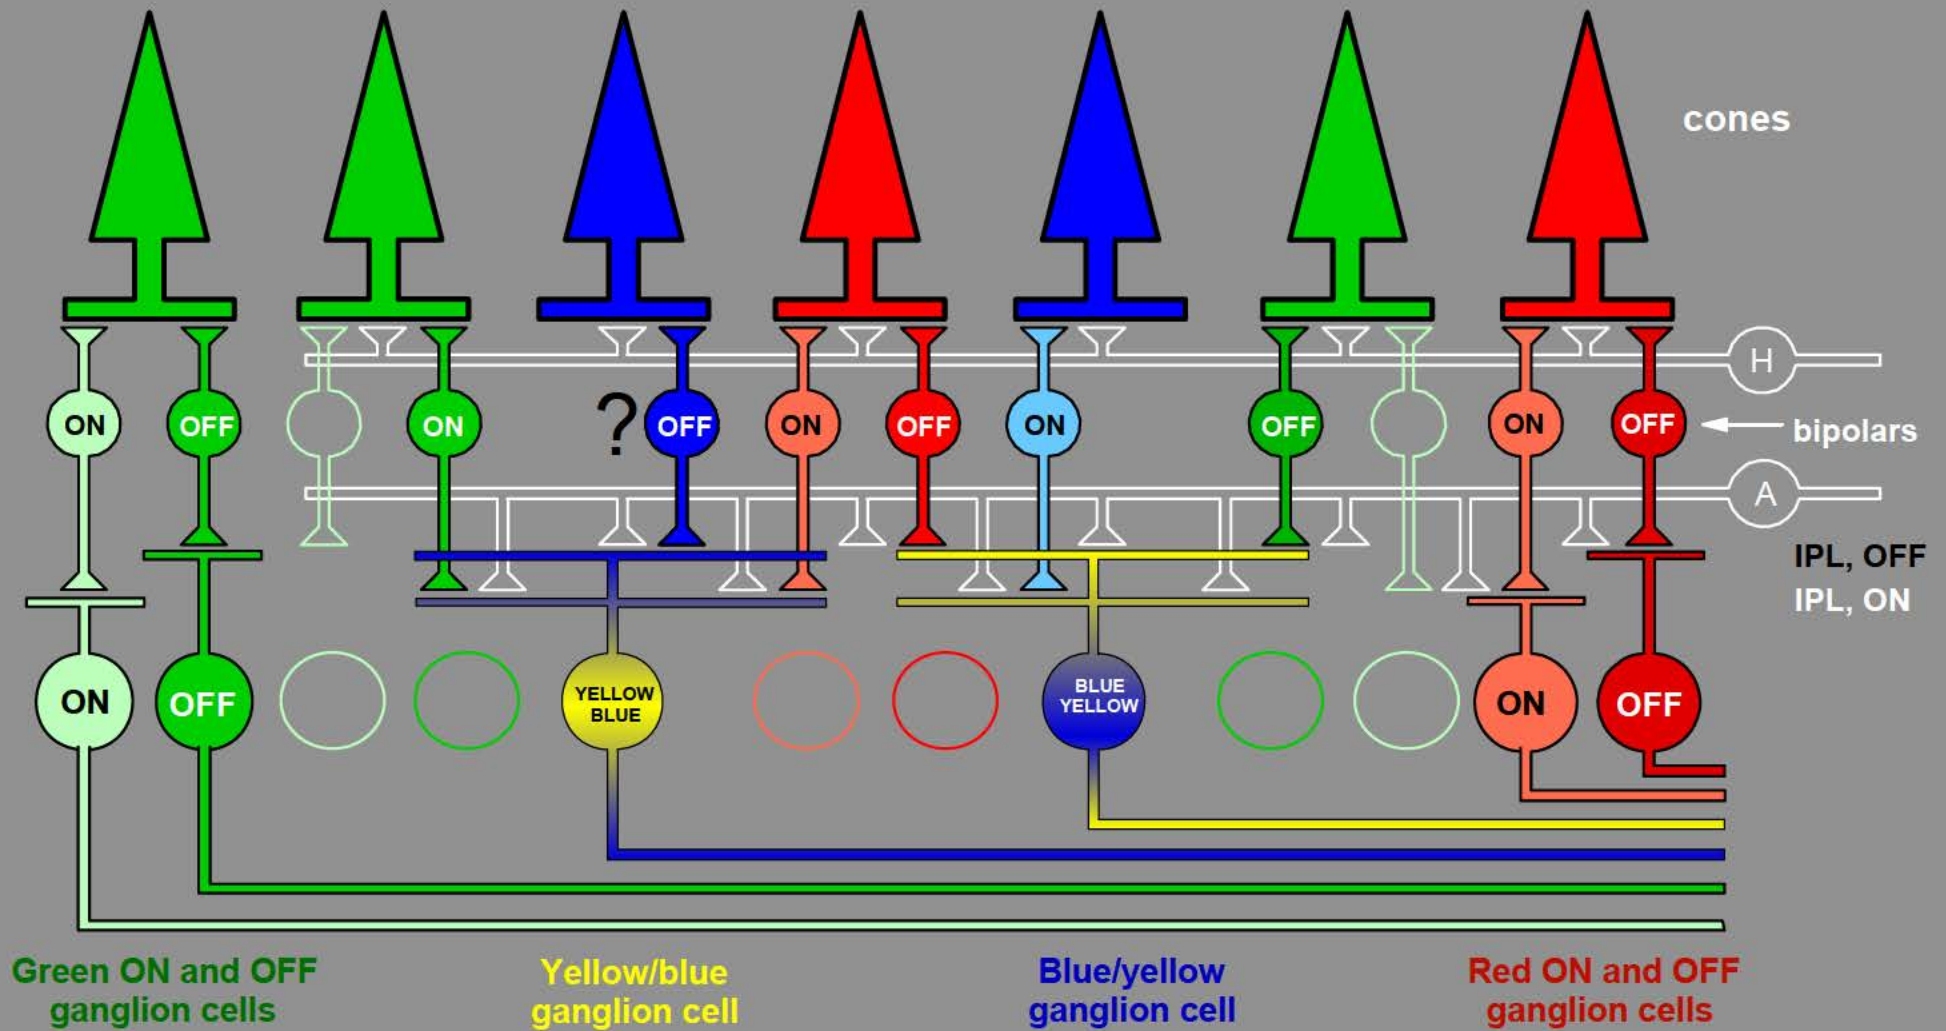 cones
H
ON
OFF
ON
?
OFF
ON
OFF
ON
OFF
ON
OFF
bipolars
A
IPL, OFF
IPL, ON
ON
OFF
YELLOW
BLUE
BLUE
YELLOW
ON
OFF
Green ON and OFF
ganglion cells
Yellow/blue
ganglion cell
Blue/yellow
ganglion cell
Red ON and OFF
ganglion cells